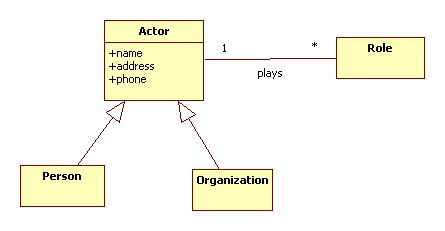 Actor
+name
+address
+phone
1
*
plays
Role
Person
Organization